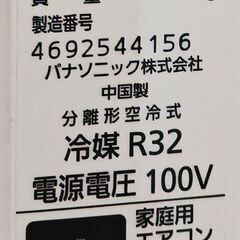 質 量
製造番号
4692544156
パナソニック株式会社
中国製
分離形空冷式
冷媒 R32
電源電圧 100V
家庭用
エアコン